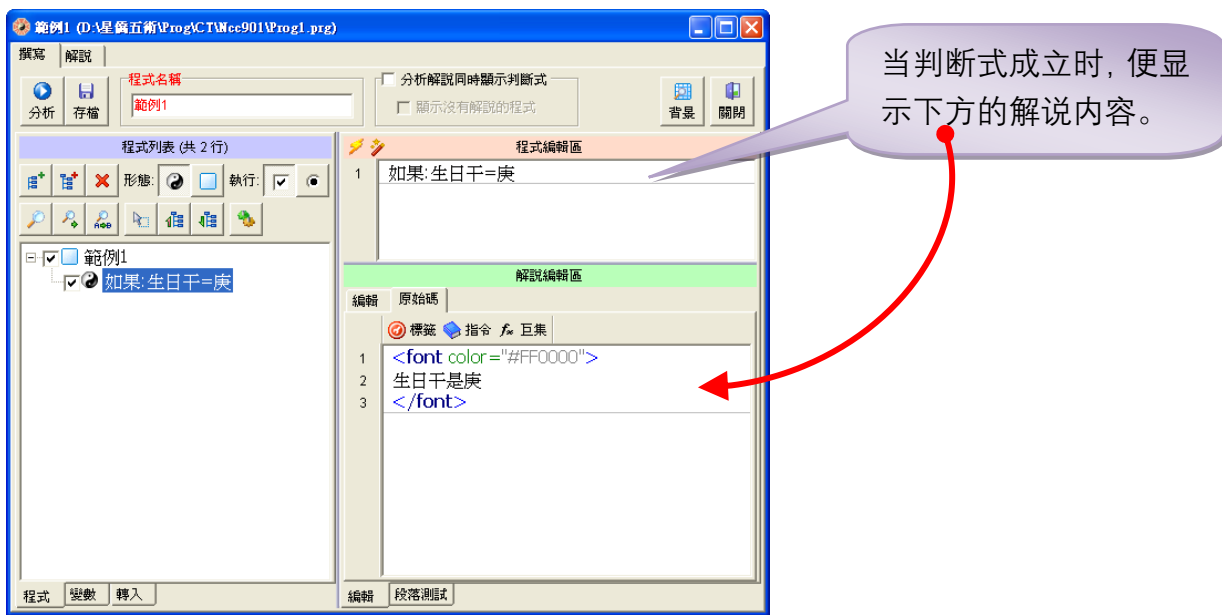 範例1 (D:\星僑五術\Prog\CT\Ncc901\Prog1.prg)
撰寫 解說
分析 存檔
程式名稱
範例1
分析解說同時顯示判斷式
顯示沒有解說的程式
背景 關閉
当判断式成立时, 便显
示下方的解说内容。
程式列表 (共 2 行)
形態: 執行:
範例1
如果:生日干=庚
程式編輯區
1 如果:生日干=庚
解說編輯區
編輯 原始碼
標籤 指令 fx 巨集
1 <font color="#FF0000">
2 生日干是庚
3 </font>
程式 變數 轉入
編輯 段落測試